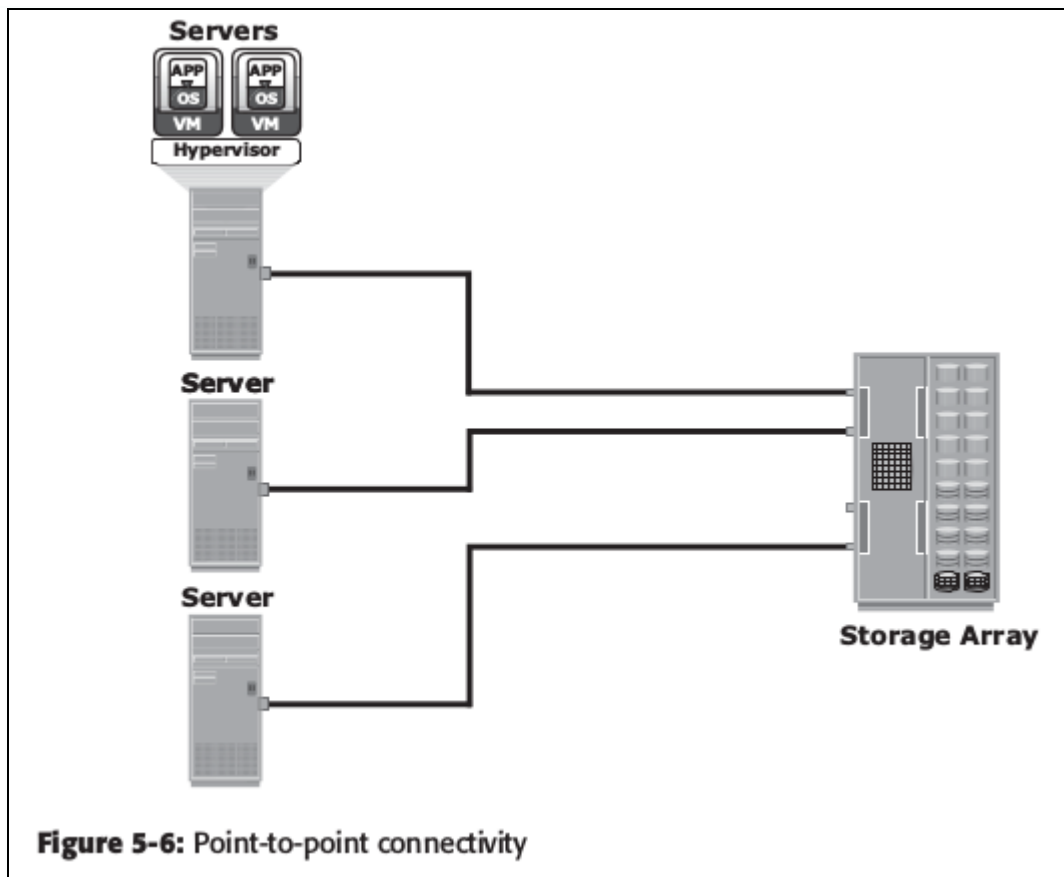 Servers
APP APP
OS OS
VM VM
Hypervisor
Server
Server
Storage Array
Figure 5-6: Point-to-point connectivity